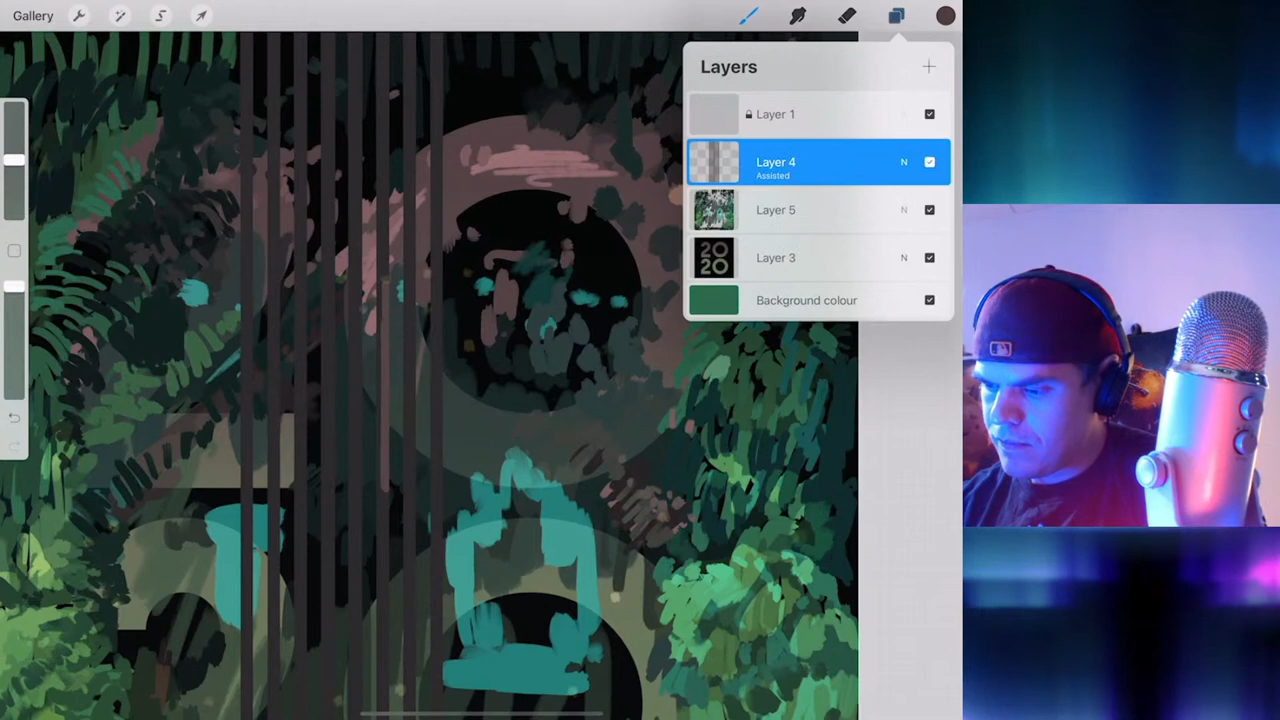 Gallery
Layers
Layer 1
Layer 4
N
Assisted
Layer 5
N
20
20
Layer 3
N
Background colour